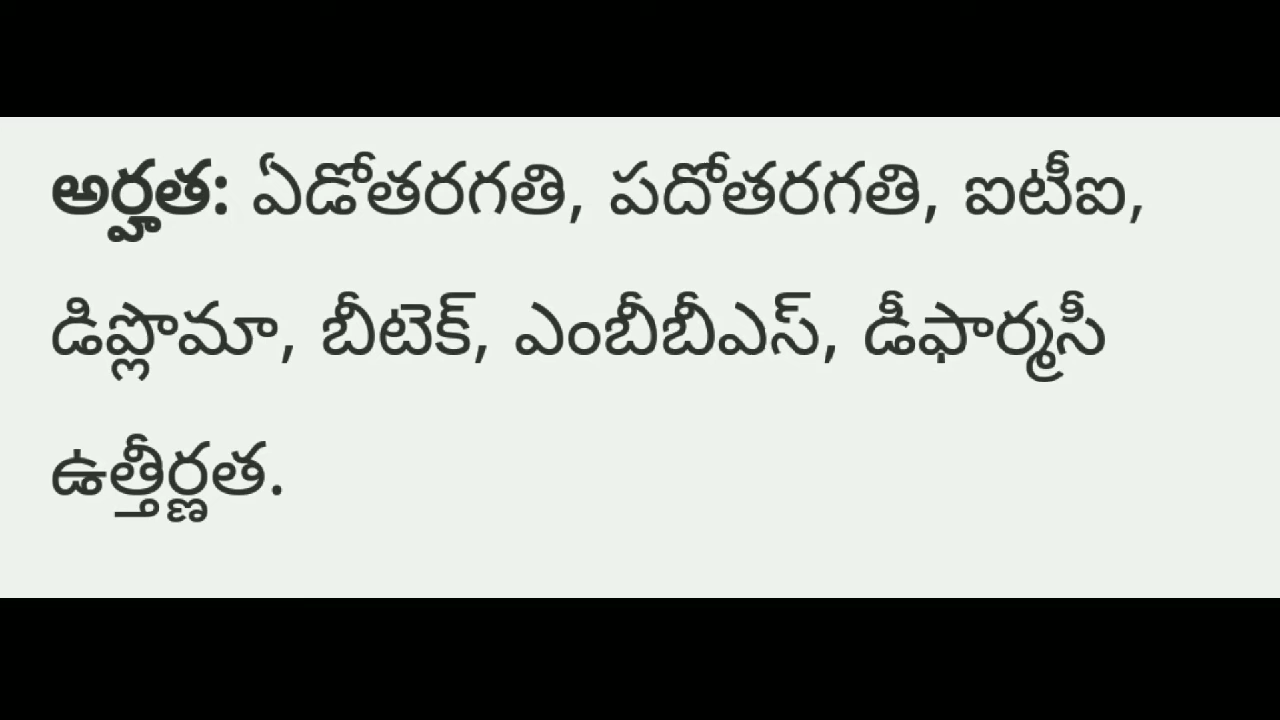 అర్హత: ఏడోతరగతి, పదోతరగతి, ఐటీఐ,
డిప్లొమా, బీటెక్, ఎంబీబీఎస్, డీఫార్మసీ
ఉత్తీర్ణత.